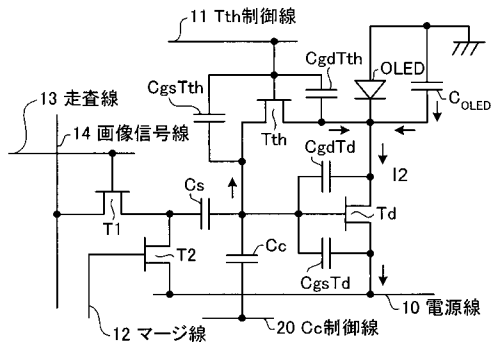 11 Tth制御線
CgdTth
OLED
CgsTth
C OLED
13 走査線
14 画像信号線
Tth
CgdTd
I2
Cs
Td
T1
T2
Cc
CgsTd
10 電源線
12 マージ線
20 Cc制御線